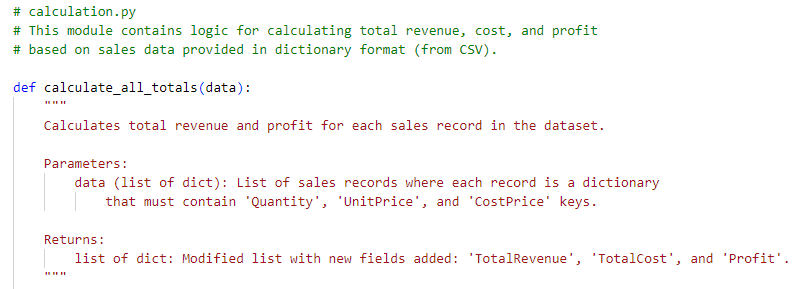 # calculation.py
# This module contains logic for calculating total revenue, cost, and profit
# based on sales data provided in dictionary format (from CSV).
def calculate_all_totals(data):
"""
Calculates total revenue and profit for each sales record in the dataset.
Parameters:
data (list of dict): List of sales records where each record is a dictionary
that must contain 'Quantity', 'UnitPrice', and 'CostPrice' keys.
Returns:
list of dict: Modified list with new fields added: 'TotalRevenue', 'TotalCost', and 'Profit'.
"""